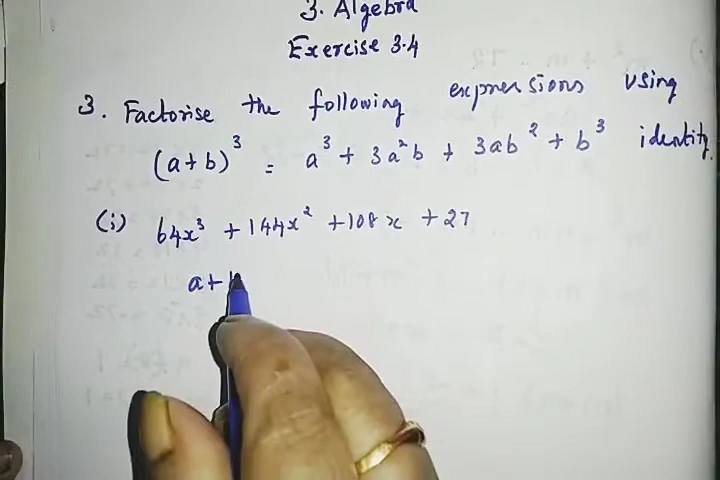 3. Algebra
Exercise 3.4
3. Factorise the following expressions using
(a+b)³ = a³ + 3a²b + 3ab² + b³ identity.
(i) 64x³ + 144x² + 108x + 27
a+